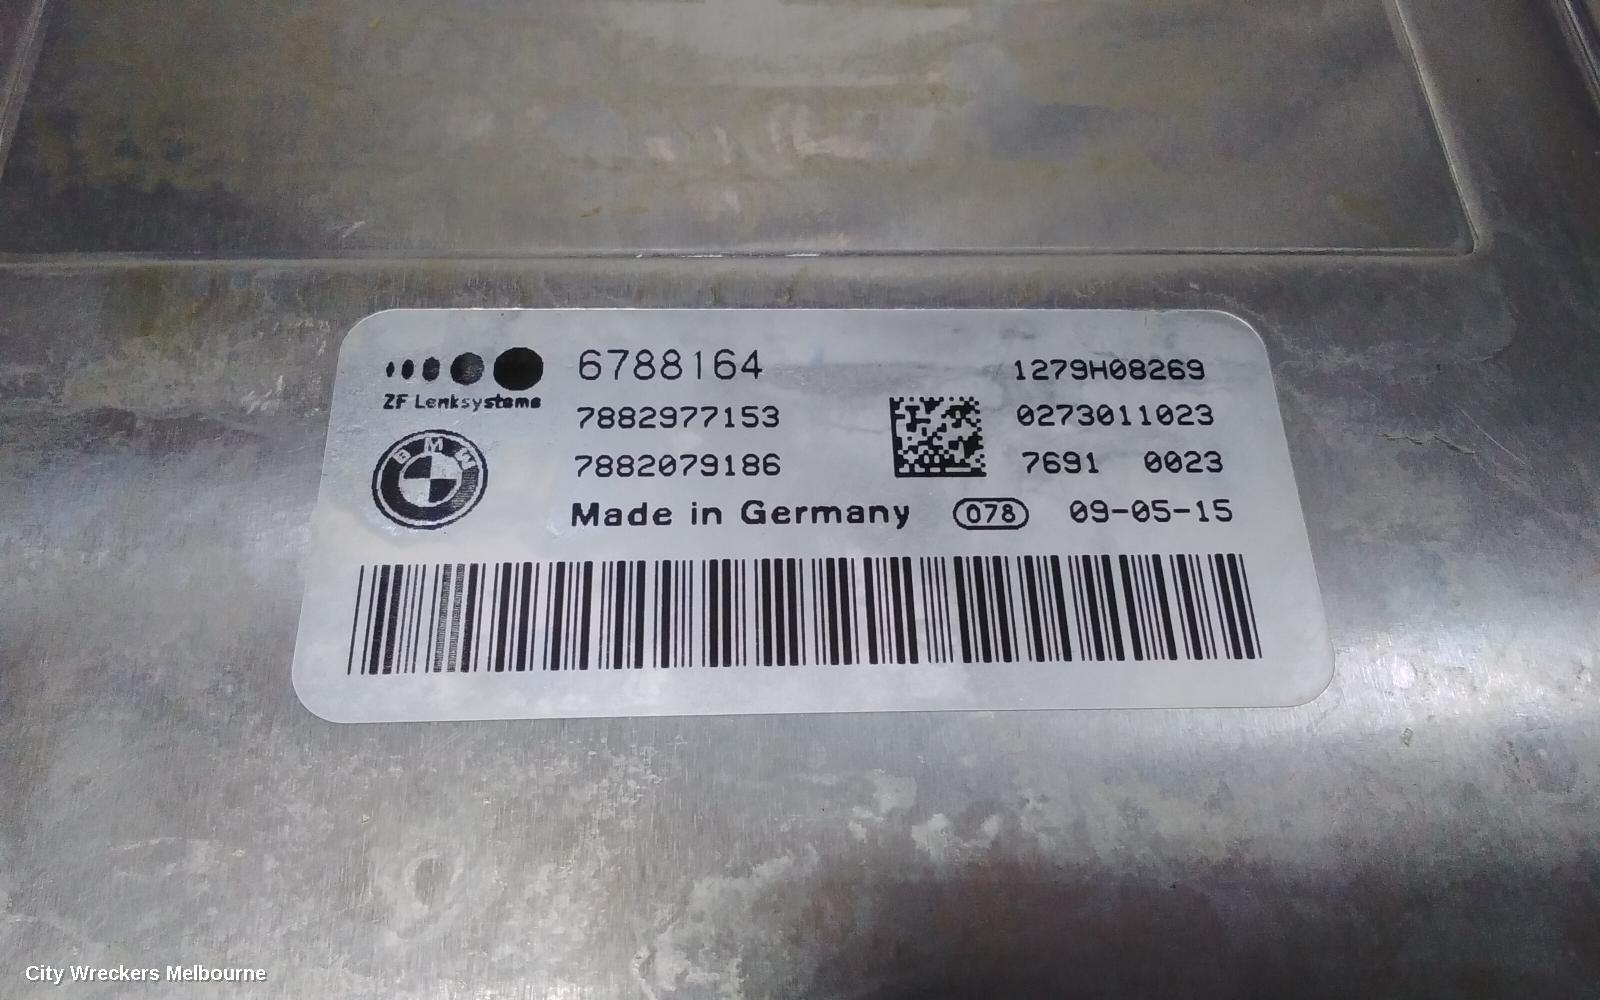 6788164
1279H08269
ZF Lenksysteme
7882977153
0273011023
BMW
7882079186
7691 0023
Made in Germany
078
09-05-15
City Wreckers Melbourne